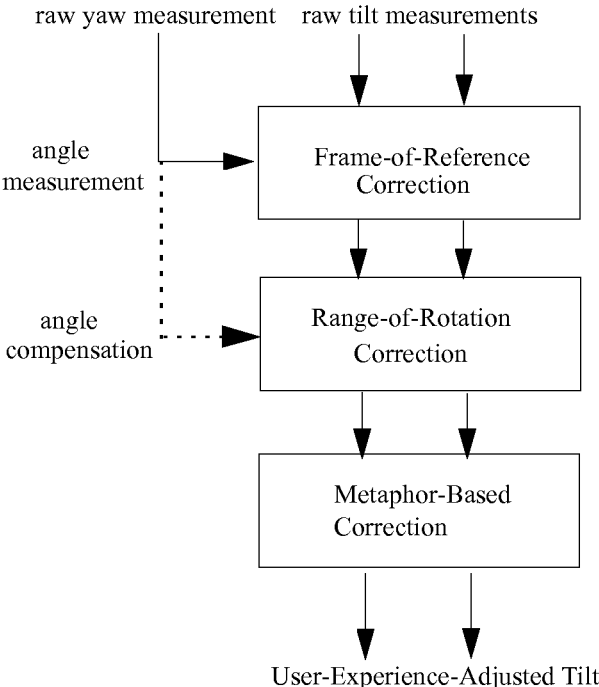 raw yaw measurement
raw tilt measurements
angle
measurement
Frame-of-Reference
Correction
angle
compensation
Range-of-Rotation
Correction
Metaphor-Based
Correction
User-Experience-Adjusted Tilt